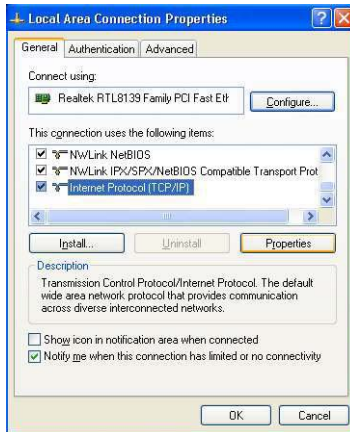 Local Area Connection Properties
General Authentication Advanced
Connect using:
Realtek RTL8139 Family PCI Fast Eth
Configure...
This connection uses the following items:
NWLink NetBIOS
NWLink IPX/SPX/NetBIOS Compatible Transport Prot
Internet Protocol (TCP/IP)
Install... Uninstall Properties
Description
Transmission Control Protocol/Internet Protocol. The default
wide area network protocol that provides communication
across diverse interconnected networks.
Show icon in notification area when connected
Notify me when this connection has limited or no connectivity
OK Cancel